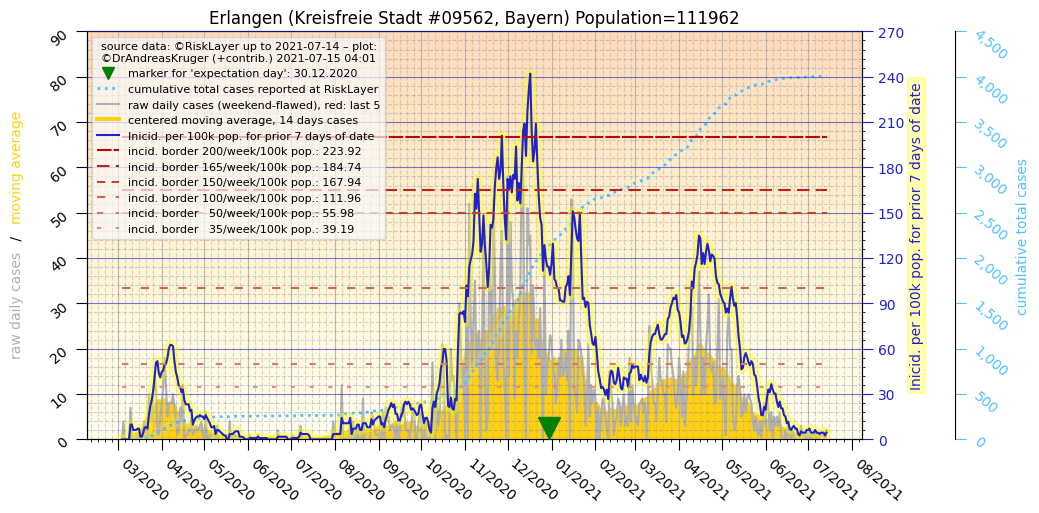 Erlangen (Kreisfreie Stadt #09562, Bayern) Population=111962
source data: ©RiskLayer up to 2021-07-14 – plot:
©DrAndreasKruger (+contrib.) 2021-07-15 04:01
marker for 'expectation day': 30.12.2020
cumulative total cases reported at RiskLayer
raw daily cases (weekend-flawed), red: last 5
centered moving average, 14 days cases
Inicid. per 100k pop. for prior 7 days of date
incid. border 200/week/100k pop.: 223.92
incid. border 165/week/100k pop.: 184.74
incid. border 150/week/100k pop.: 167.94
incid. border 100/week/100k pop.: 111.96
incid. border   50/week/100k pop.: 55.98
incid. border   35/week/100k pop.: 39.19
raw daily cases / moving average
90
80
70
60
50
40
30
20
10
0
270
240
210
180
150
120
90
60
30
0
Inicid. per 100k pop. for prior 7 days of date
4,500
4,000
3,500
3,000
2,500
2,000
1,500
1,000
500
0
cumulative total cases
03/2020
04/2020
05/2020
06/2020
07/2020
08/2020
09/2020
10/2020
11/2020
12/2020
01/2021
02/2021
03/2021
04/2021
05/2021
06/2021
07/2021
08/2021